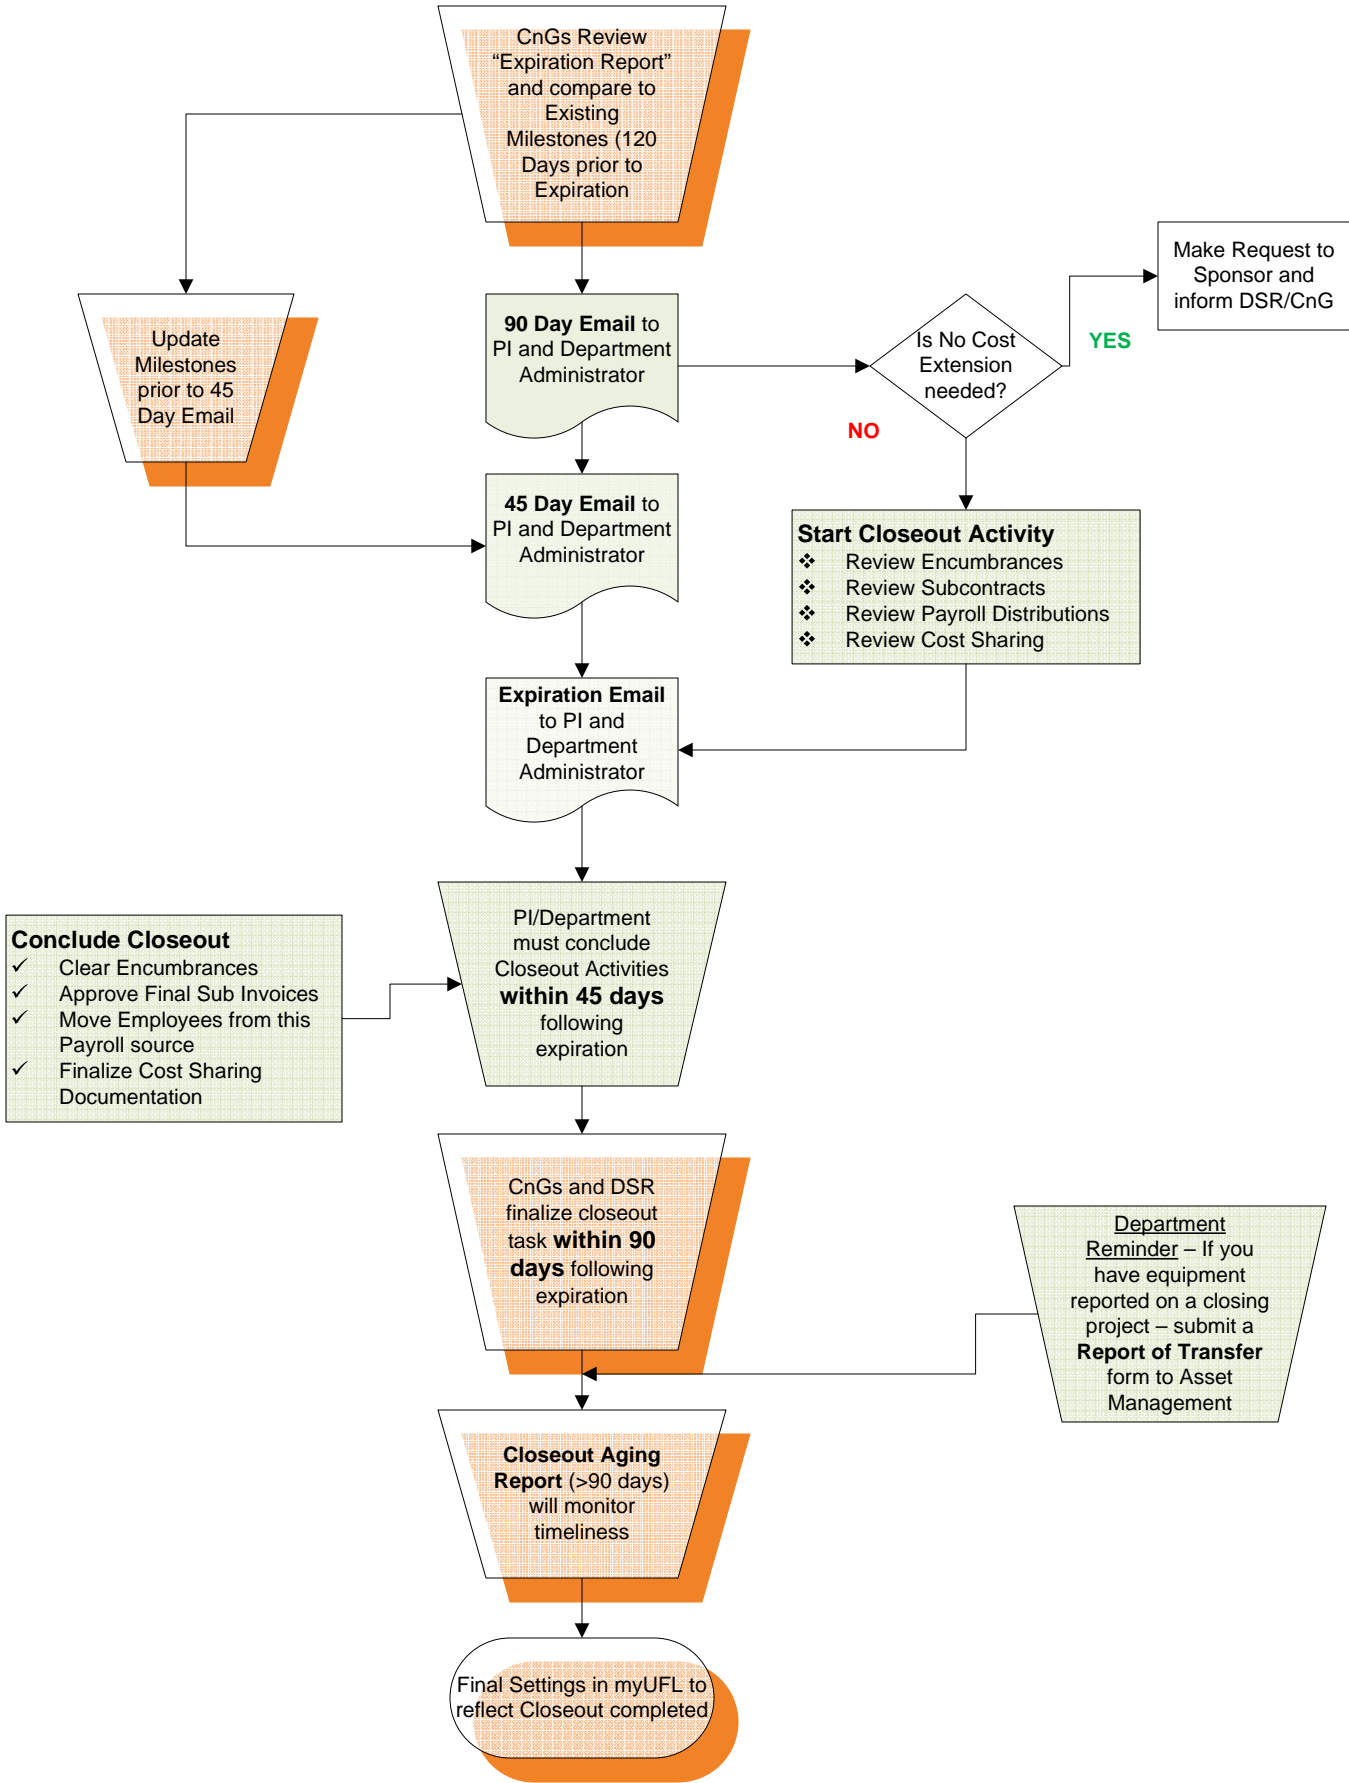 CnGs Review
“Expiration Report”
and compare to
Existing
Milestones (120
Days prior to
Expiration
Make Request to
Sponsor and
inform DSR/CnG
Update
Milestones
prior to 45
Day Email
90 Day Email to
PI and Department
Administrator
Is No Cost
Extension
needed?
YES
NO
45 Day Email to
PI and Department
Administrator
Start Closeout Activity
❖ Review Encumbrances
❖ Review Subcontracts
❖ Review Payroll Distributions
❖ Review Cost Sharing
Expiration Email
to PI and
Department
Administrator
Conclude Closeout
✓ Clear Encumbrances
✓ Approve Final Sub Invoices
✓ Move Employees from this
Payroll source
✓ Finalize Cost Sharing
Documentation
PI/Department
must conclude
Closeout Activities
within 45 days
following
expiration
CnGs and DSR
finalize closeout
task within 90
days following
expiration
Department
Reminder – If you
have equipment
reported on a closing
project – submit a
Report of Transfer
form to Asset
Management
Closeout Aging
Report (>90 days)
will monitor
timeliness
Final Settings in myUFL to
reflect Closeout completed